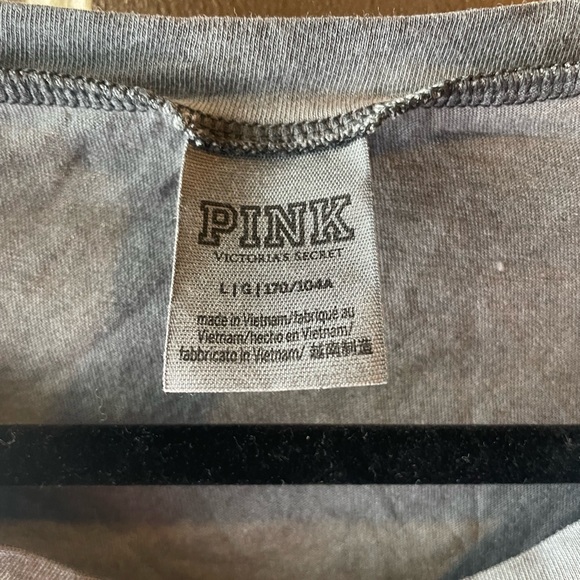 PINK
VICTORIA'S SECRET
L | G | 170/104A
made in Vietnam/fabriqué au
Vietnam/hecho en Vietnam/
fabbricato in Vietnam/ 越南制造